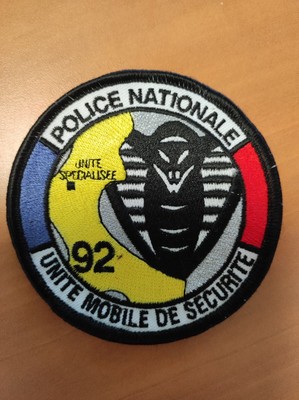 POLICE NATIONALE
UNITE
SPECIALISEE
92
UNITE MOBILE DE SECURITE